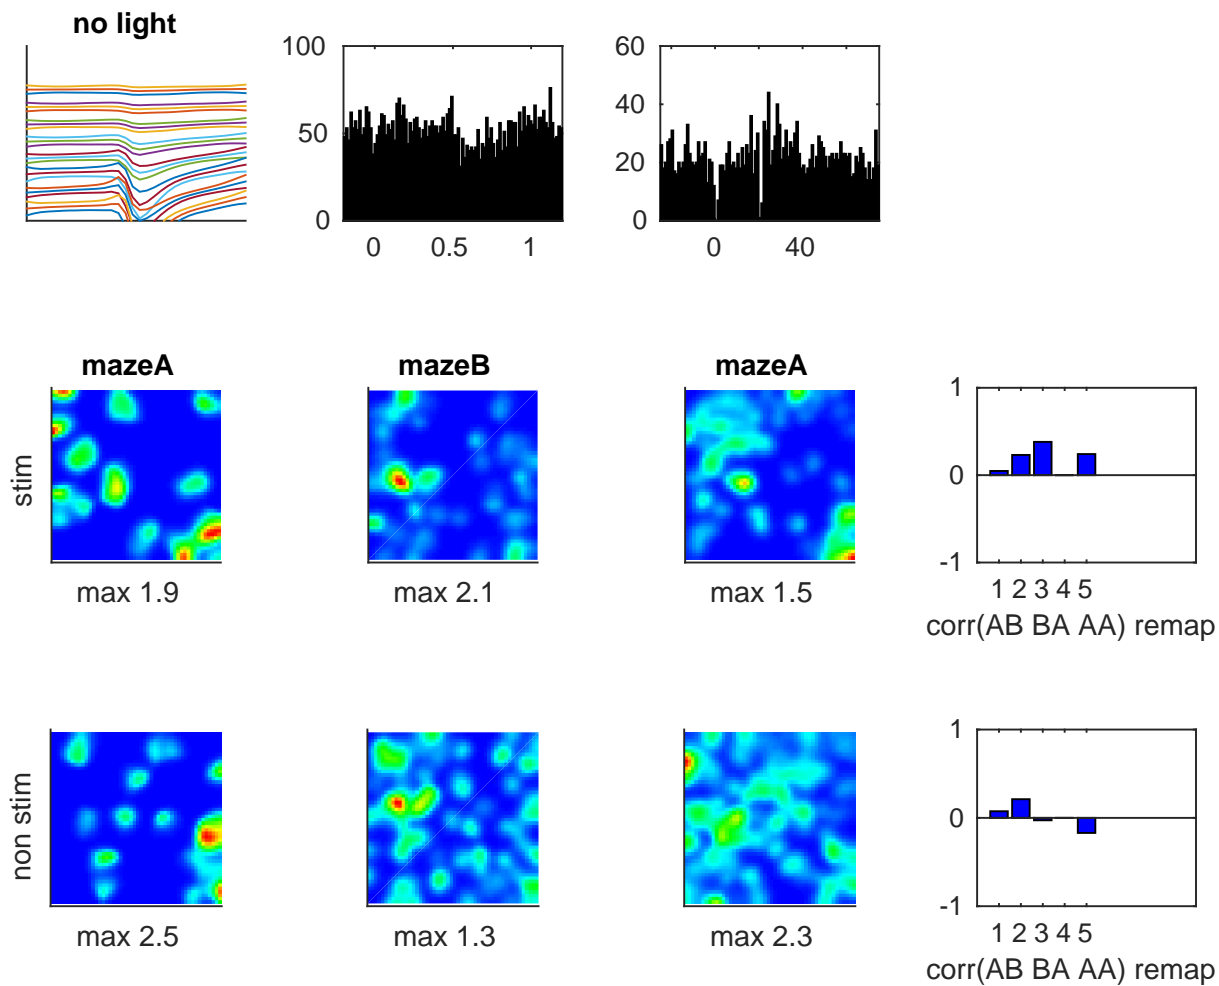 no light
100
50
0
0 0.5 1
60
40
20
0
0 40
mazeA mazeB mazeA
stim
max 1.9 max 2.1 max 1.5
1
0
-1
1 2 3 4 5
corr(AB BA AA) remap
non stim
max 2.5 max 1.3 max 2.3
1
0
-1
1 2 3 4 5
corr(AB BA AA) remap